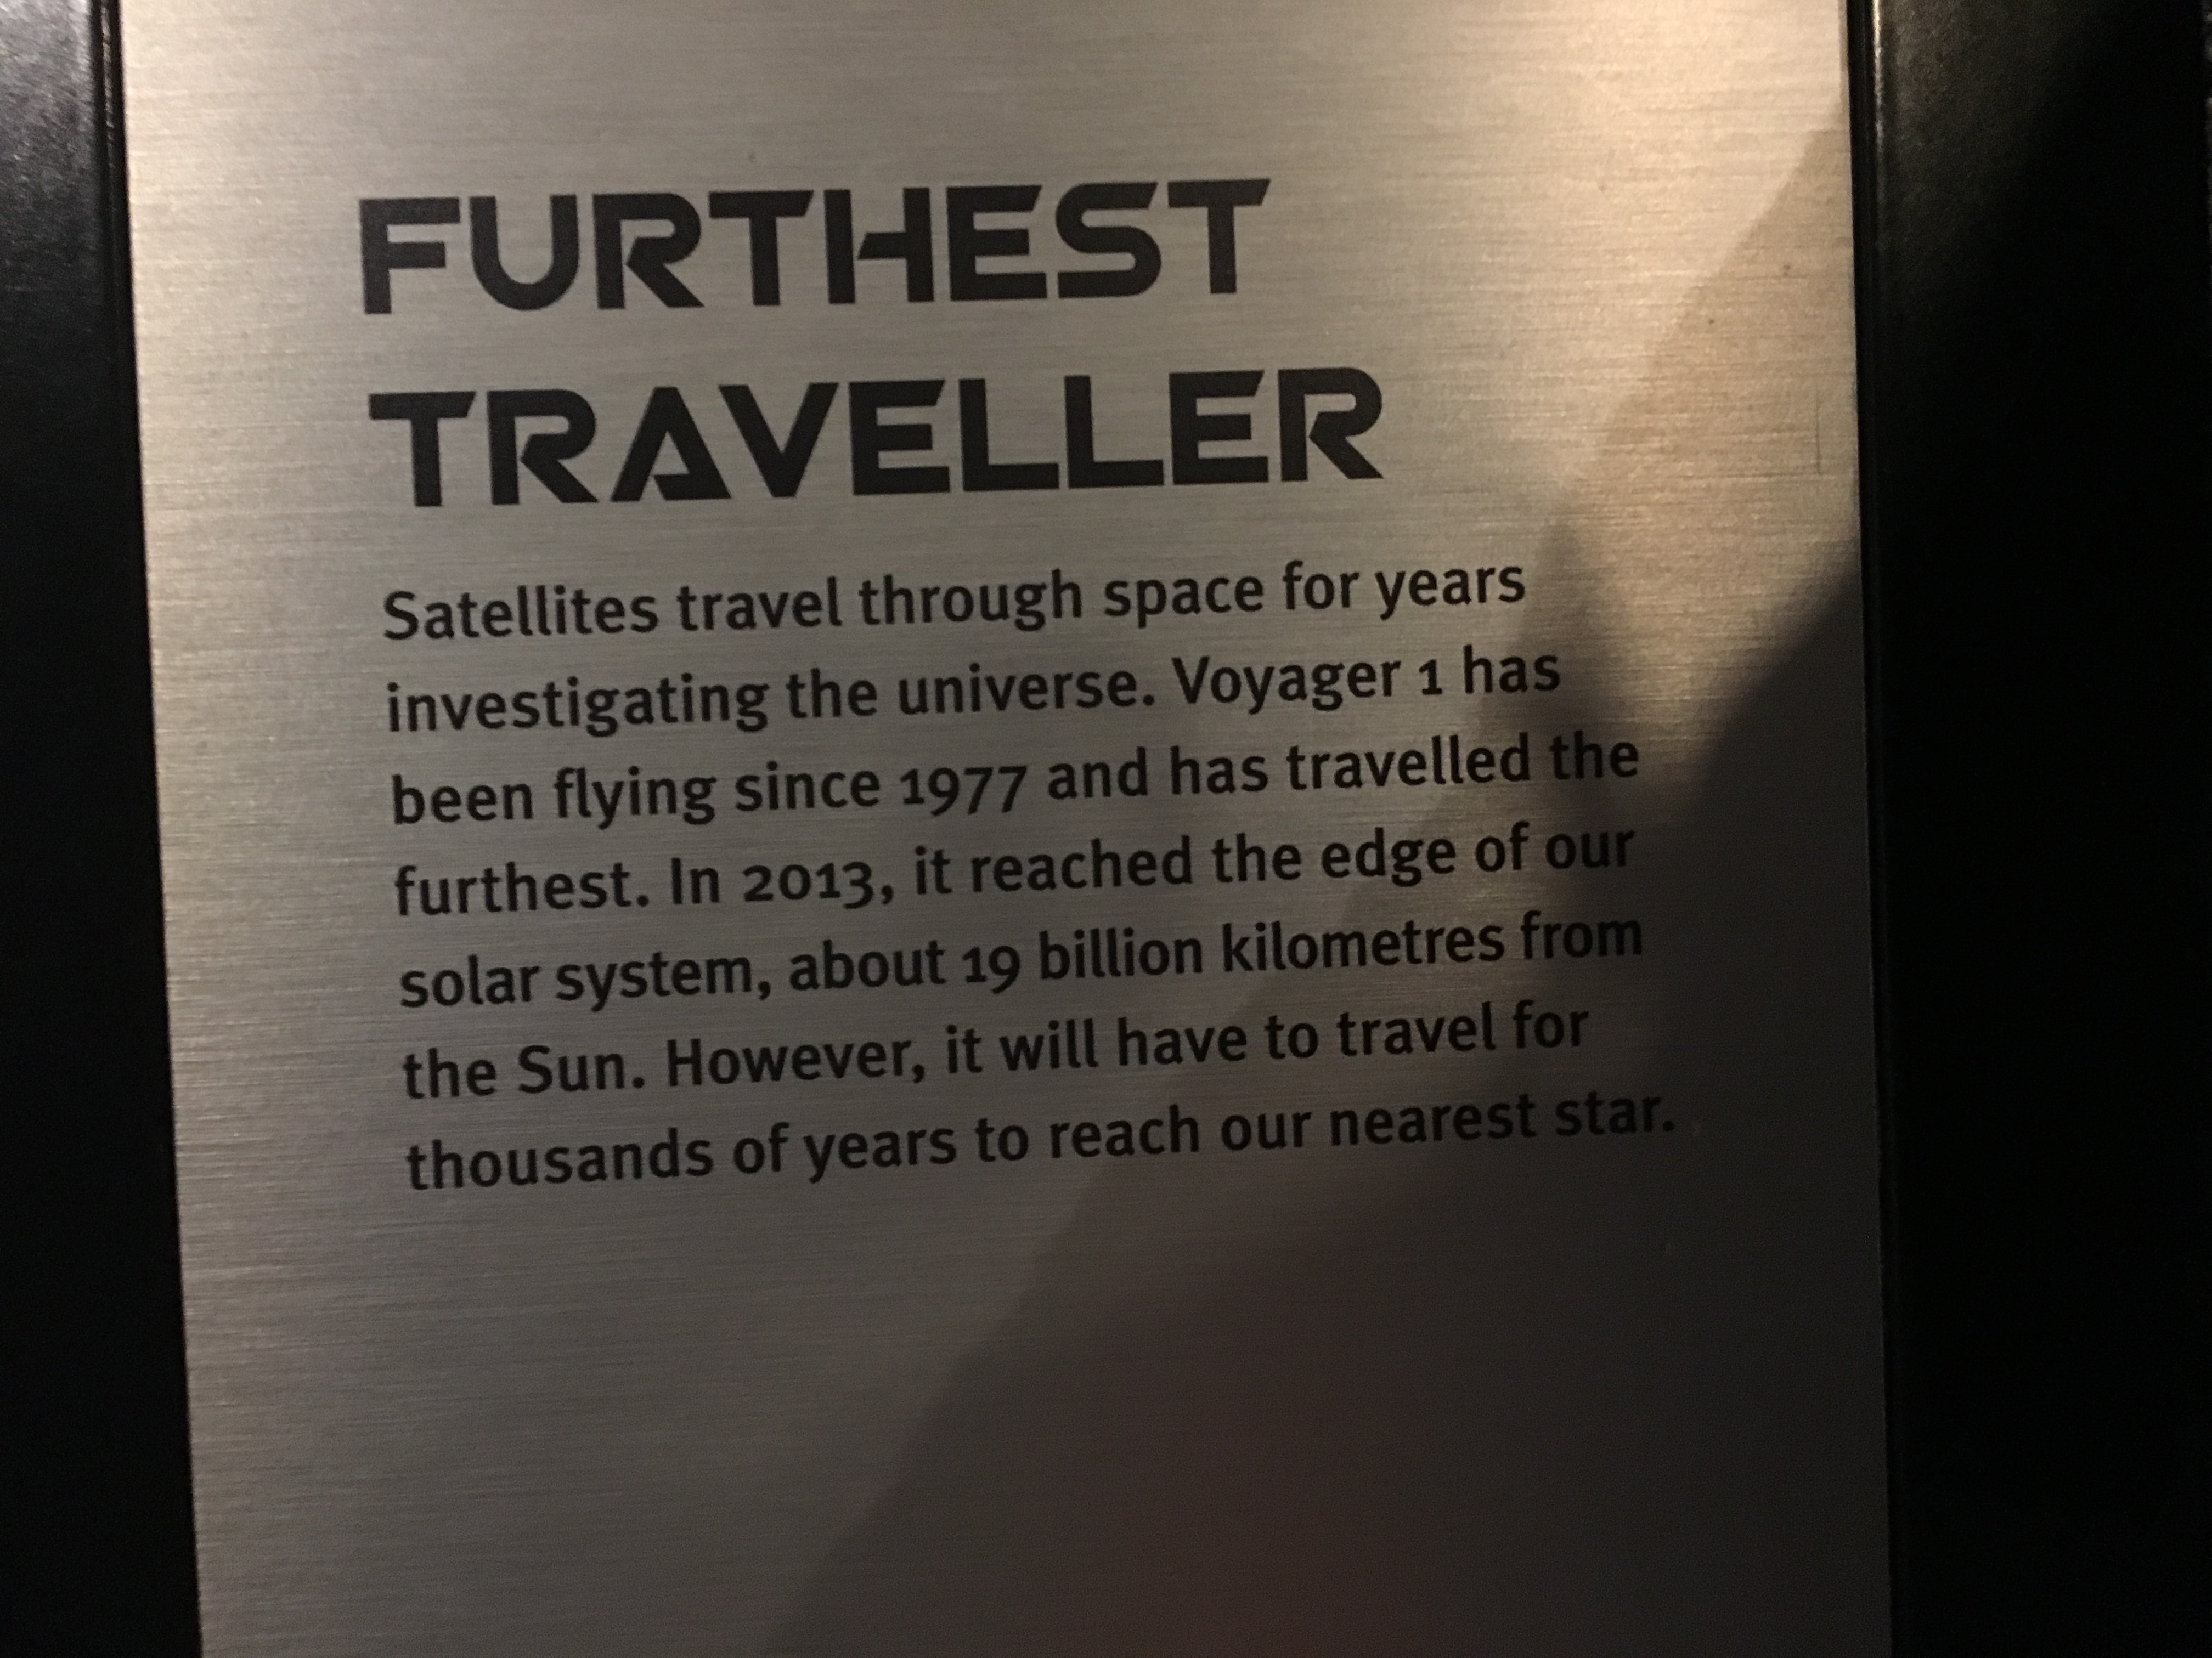 FURTHEST
TRAVELLER
Satellites travel through space for years
investigating the universe. Voyager 1 has
been flying since 1977 and has travelled the
furthest. In 2013, it reached the edge of our
solar system, about 19 billion kilometres from
the Sun. However, it will have to travel for
thousands of years to reach our nearest star.